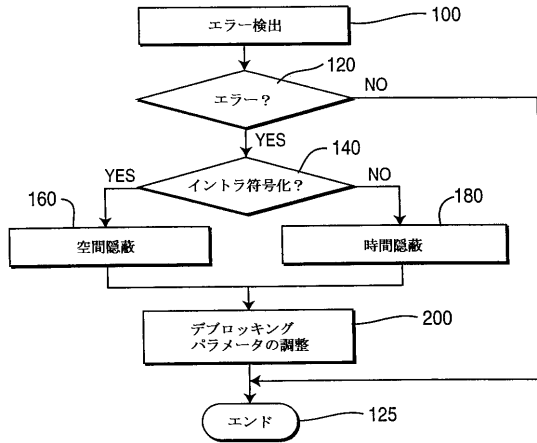 エラー検出
100
120
エラー？
NO
YES
140
YES
イントラ符号化？
NO
160
180
空間隠蔽
時間隠蔽
デブロッキング
パラメータの調整
200
エンド
125